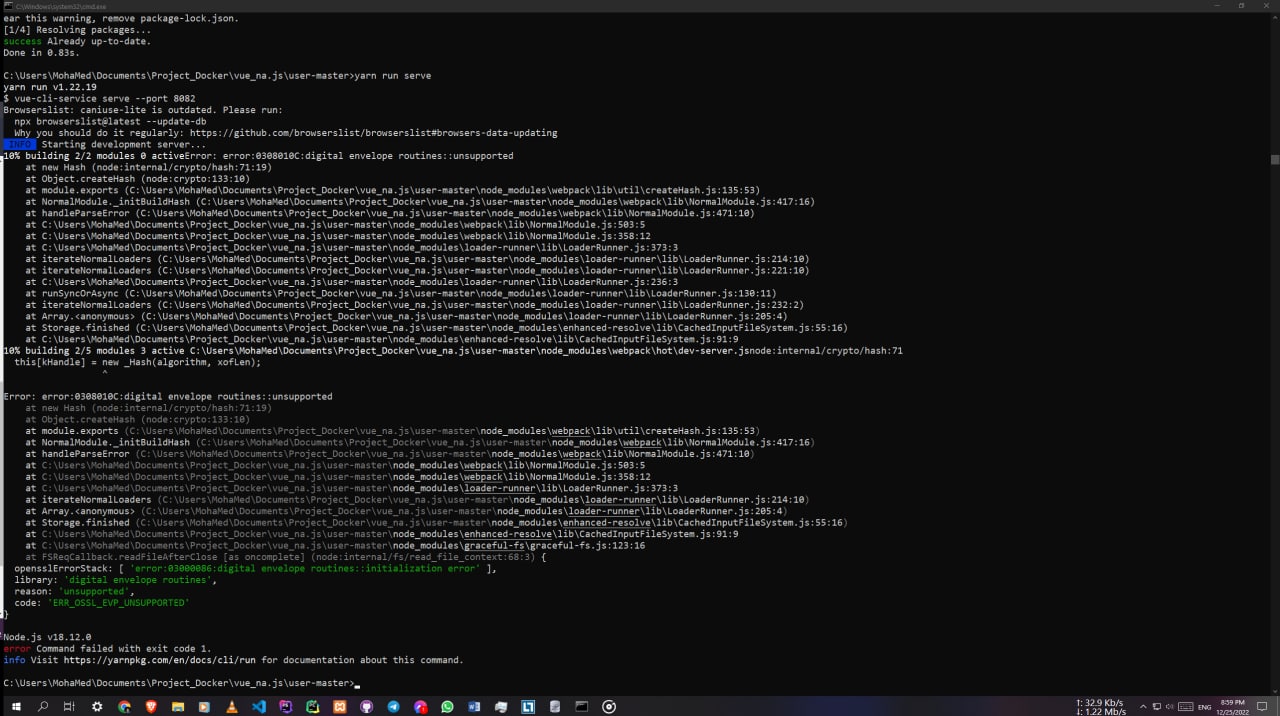 C:\Windows\system32\cmd.exe
ear this warning, remove package-lock.json.
[1/4] Resolving packages...
success Already up-to-date.
Done in 0.83s.
C:\Users\MohaMed\Documents\Project_Docker\vue_na.js\user-master>yarn run serve
yarn run v1.22.19
$ vue-cli-service serve --port 8082
Browserslist: caniuse-lite is outdated. Please run:
  npx browserslist@latest --update-db
  Why you should do it regularly: https://github.com/browserslist/browserslist#browsers-data-updating
 INFO  Starting development server...
10% building 2/2 modules 0 activeError: error:0308010C:digital envelope routines::unsupported
    at new Hash (node:internal/crypto/hash:71:19)
    at Object.createHash (node:crypto:133:10)
    at module.exports (C:\Users\MohaMed\Documents\Project_Docker\vue_na.js\user-master\node_modules\webpack\lib\util\createHash.js:135:53)
    at NormalModule._initBuildHash (C:\Users\MohaMed\Documents\Project_Docker\vue_na.js\user-master\node_modules\webpack\lib\NormalModule.js:417:16)
    at handleParseError (C:\Users\MohaMed\Documents\Project_Docker\vue_na.js\user-master\node_modules\webpack\lib\NormalModule.js:471:10)
    at C:\Users\MohaMed\Documents\Project_Docker\vue_na.js\user-master\node_modules\webpack\lib\NormalModule.js:503:5
    at C:\Users\MohaMed\Documents\Project_Docker\vue_na.js\user-master\node_modules\webpack\lib\NormalModule.js:358:12
    at C:\Users\MohaMed\Documents\Project_Docker\vue_na.js\user-master\node_modules\loader-runner\lib\LoaderRunner.js:373:3
    at iterateNormalLoaders (C:\Users\MohaMed\Documents\Project_Docker\vue_na.js\user-master\node_modules\loader-runner\lib\LoaderRunner.js:214:10)
    at iterateNormalLoaders (C:\Users\MohaMed\Documents\Project_Docker\vue_na.js\user-master\node_modules\loader-runner\lib\LoaderRunner.js:221:10)
    at C:\Users\MohaMed\Documents\Project_Docker\vue_na.js\user-master\node_modules\loader-runner\lib\LoaderRunner.js:236:3
    at runSyncOrAsync (C:\Users\MohaMed\Documents\Project_Docker\vue_na.js\user-master\node_modules\loader-runner\lib\LoaderRunner.js:130:11)
    at iterateNormalLoaders (C:\Users\MohaMed\Documents\Project_Docker\vue_na.js\user-master\node_modules\loader-runner\lib\LoaderRunner.js:232:2)
    at Array.<anonymous> (C:\Users\MohaMed\Documents\Project_Docker\vue_na.js\user-master\node_modules\loader-runner\lib\LoaderRunner.js:205:4)
    at Storage.finished (C:\Users\MohaMed\Documents\Project_Docker\vue_na.js\user-master\node_modules\enhanced-resolve\lib\CachedInputFileSystem.js:55:16)
    at C:\Users\MohaMed\Documents\Project_Docker\vue_na.js\user-master\node_modules\enhanced-resolve\lib\CachedInputFileSystem.js:91:9
10% building 2/5 modules 3 active C:\Users\MohaMed\Documents\Project_Docker\vue_na.js\user-master\node_modules\webpack\hot\dev-server.jsnode:internal/crypto/hash:71
  this[kHandle] = new _Hash(algorithm, xofLen);
                  ^
Error: error:0308010C:digital envelope routines::unsupported
    at new Hash (node:internal/crypto/hash:71:19)
    at Object.createHash (node:crypto:133:10)
    at module.exports (C:\Users\MohaMed\Documents\Project_Docker\vue_na.js\user-master\node_modules\webpack\lib\util\createHash.js:135:53)
    at NormalModule._initBuildHash (C:\Users\MohaMed\Documents\Project_Docker\vue_na.js\user-master\node_modules\webpack\lib\NormalModule.js:417:16)
    at handleParseError (C:\Users\MohaMed\Documents\Project_Docker\vue_na.js\user-master\node_modules\webpack\lib\NormalModule.js:471:10)
    at C:\Users\MohaMed\Documents\Project_Docker\vue_na.js\user-master\node_modules\webpack\lib\NormalModule.js:503:5
    at C:\Users\MohaMed\Documents\Project_Docker\vue_na.js\user-master\node_modules\webpack\lib\NormalModule.js:358:12
    at C:\Users\MohaMed\Documents\Project_Docker\vue_na.js\user-master\node_modules\loader-runner\lib\LoaderRunner.js:373:3
    at iterateNormalLoaders (C:\Users\MohaMed\Documents\Project_Docker\vue_na.js\user-master\node_modules\loader-runner\lib\LoaderRunner.js:214:10)
    at Array.<anonymous> (C:\Users\MohaMed\Documents\Project_Docker\vue_na.js\user-master\node_modules\loader-runner\lib\LoaderRunner.js:205:4)
    at Storage.finished (C:\Users\MohaMed\Documents\Project_Docker\vue_na.js\user-master\node_modules\enhanced-resolve\lib\CachedInputFileSystem.js:55:16)
    at C:\Users\MohaMed\Documents\Project_Docker\vue_na.js\user-master\node_modules\enhanced-resolve\lib\CachedInputFileSystem.js:91:9
    at C:\Users\MohaMed\Documents\Project_Docker\vue_na.js\user-master\node_modules\graceful-fs\graceful-fs.js:123:16
    at FSReqCallback.readFileAfterClose [as oncomplete] (node:internal/fs/read_file_context:68:3) {
  opensslErrorStack: [ 'error:03000086:digital envelope routines::initialization error' ],
  library: 'digital envelope routines',
  reason: 'unsupported',
  code: 'ERR_OSSL_EVP_UNSUPPORTED'
}
Node.js v18.12.0
error Command failed with exit code 1.
info Visit https://yarnpkg.com/en/docs/cli/run for documentation about this command.
C:\Users\MohaMed\Documents\Project_Docker\vue_na.js\user-master>
↑: 32.9 Kb/s
↓: 1.22 Mb/s
ENG
8:59 PM
12/25/2022